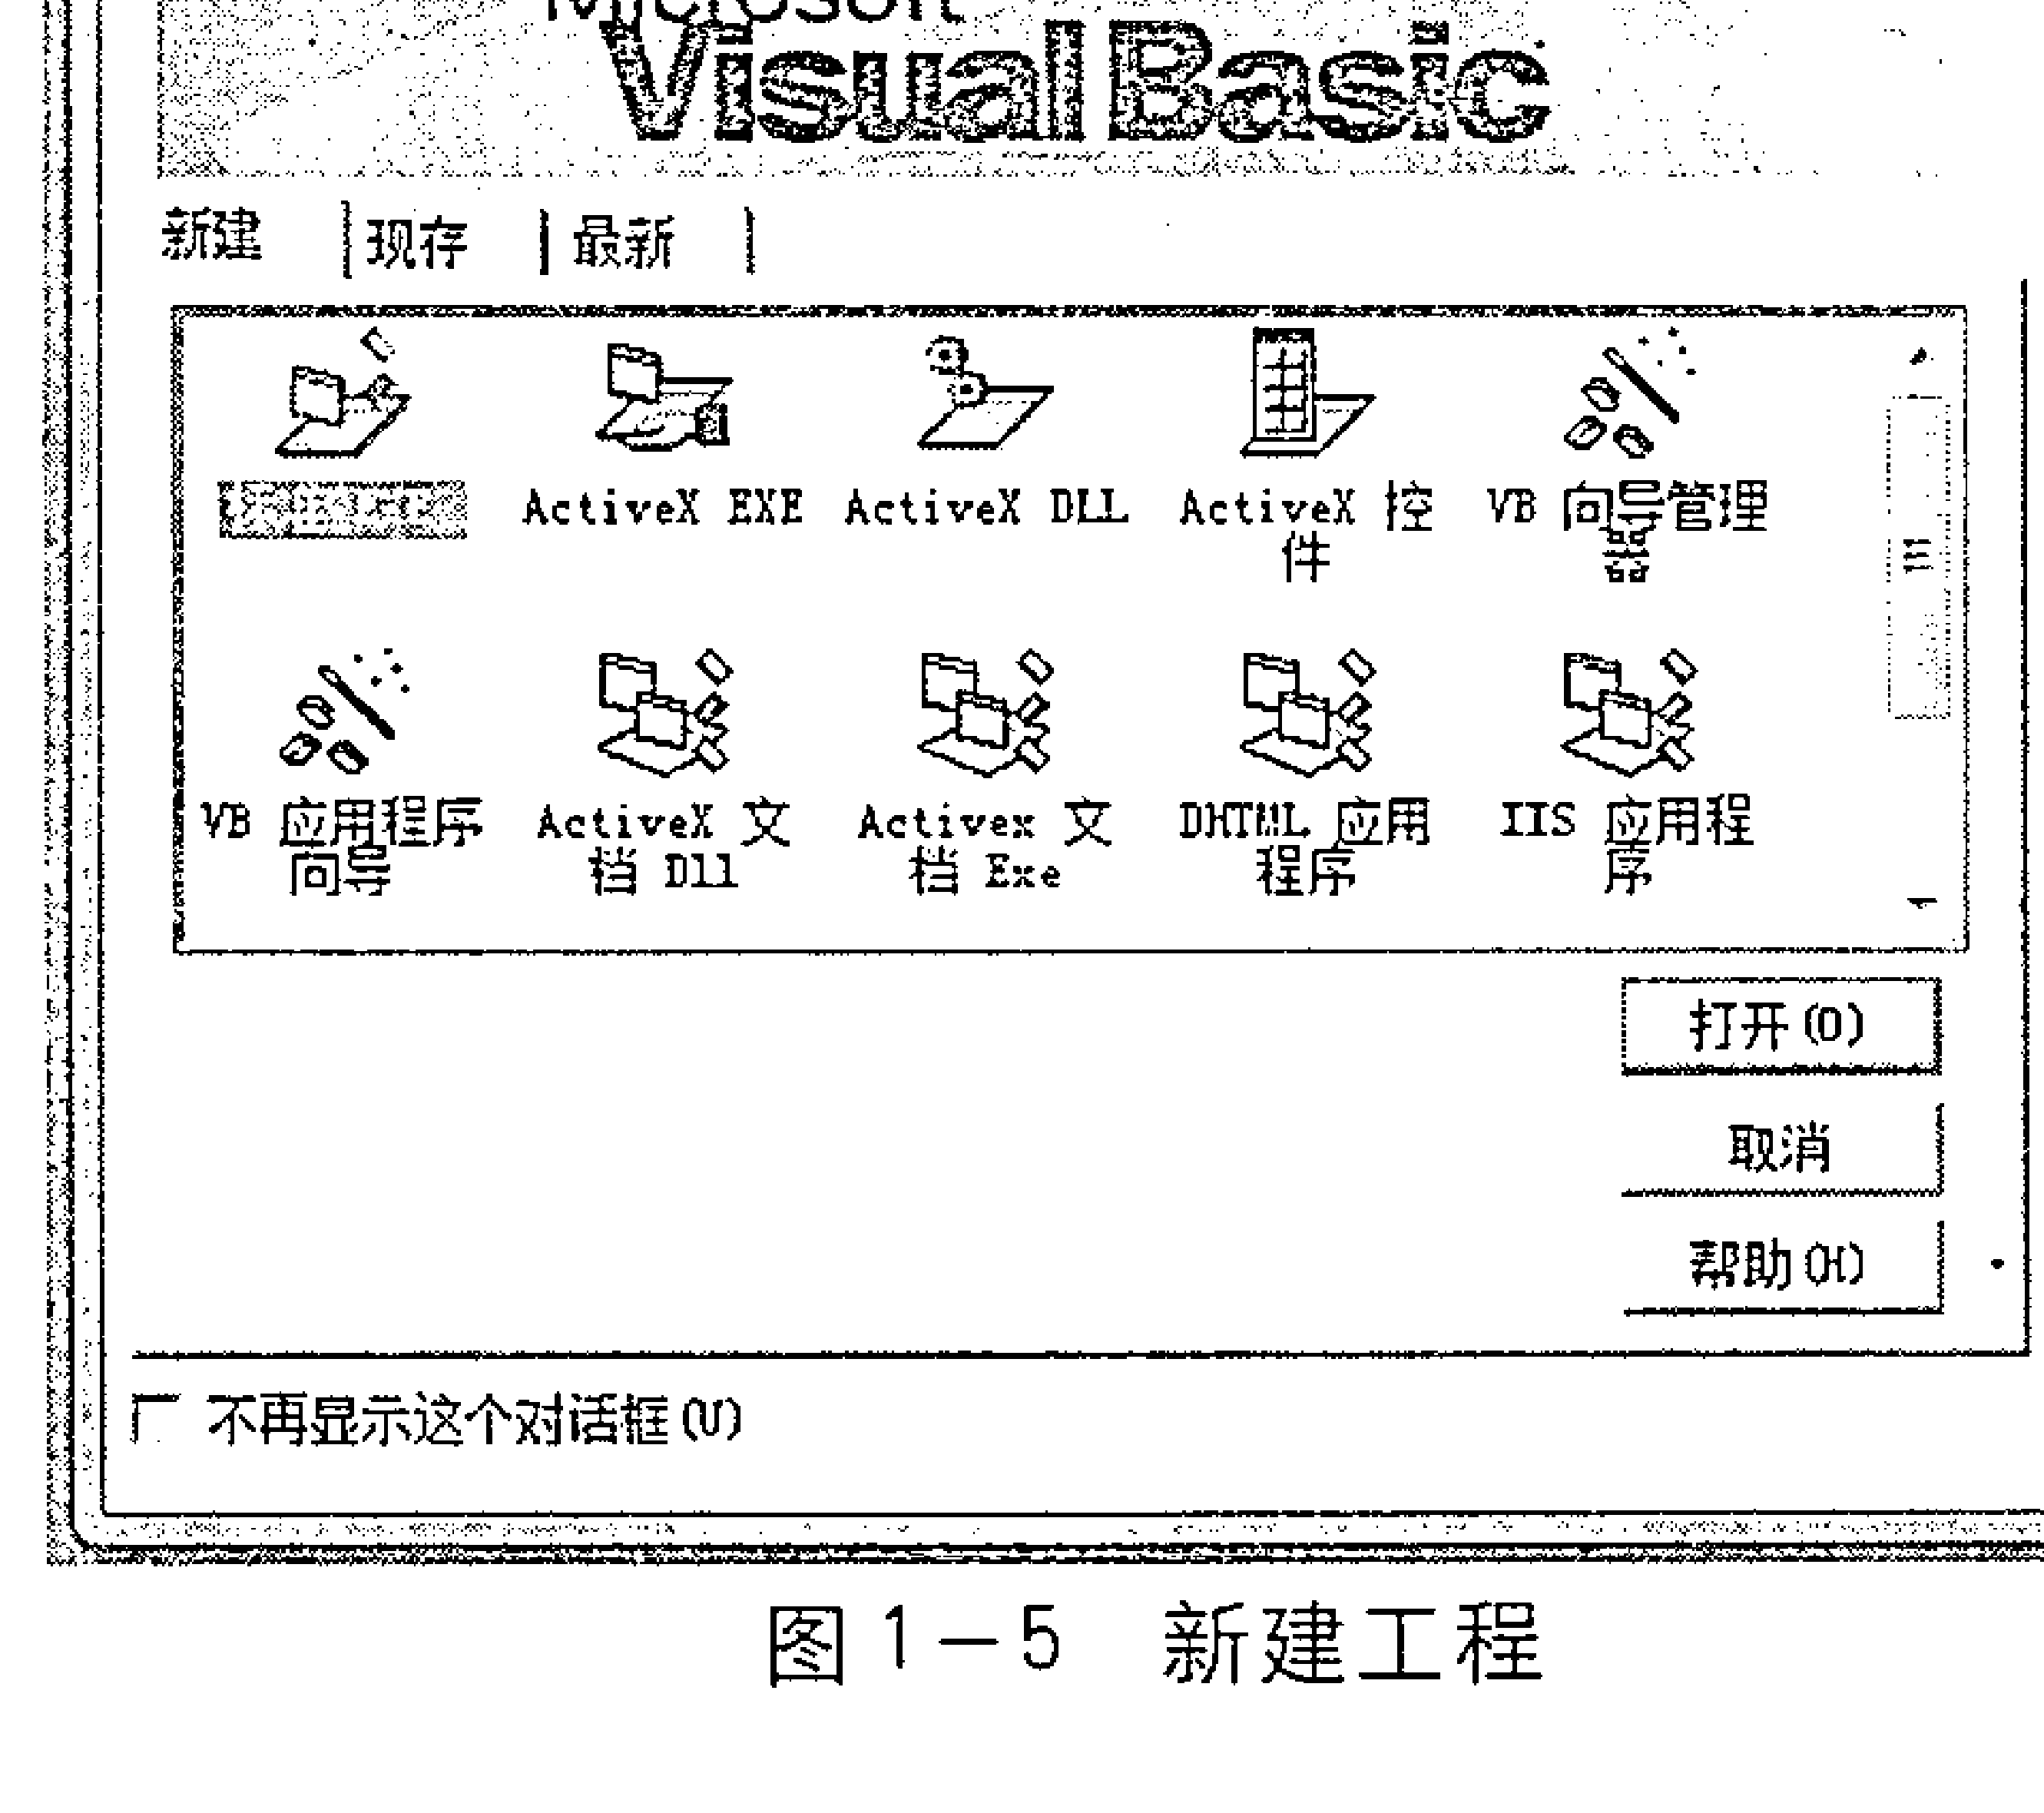 Microsoft
Visual Basic
新建 现存 最新
ActiveX EXE ActiveX DLL ActiveX 控件 VB 向导管理器
VB 应用程序向导 ActiveX 文档 Dll Activex 文档 Exe DHTML 应用程序 IIS 应用程序
打开(O)
取消
帮助(H)
不再显示这个对话框(U)
图 1-5 新建工程